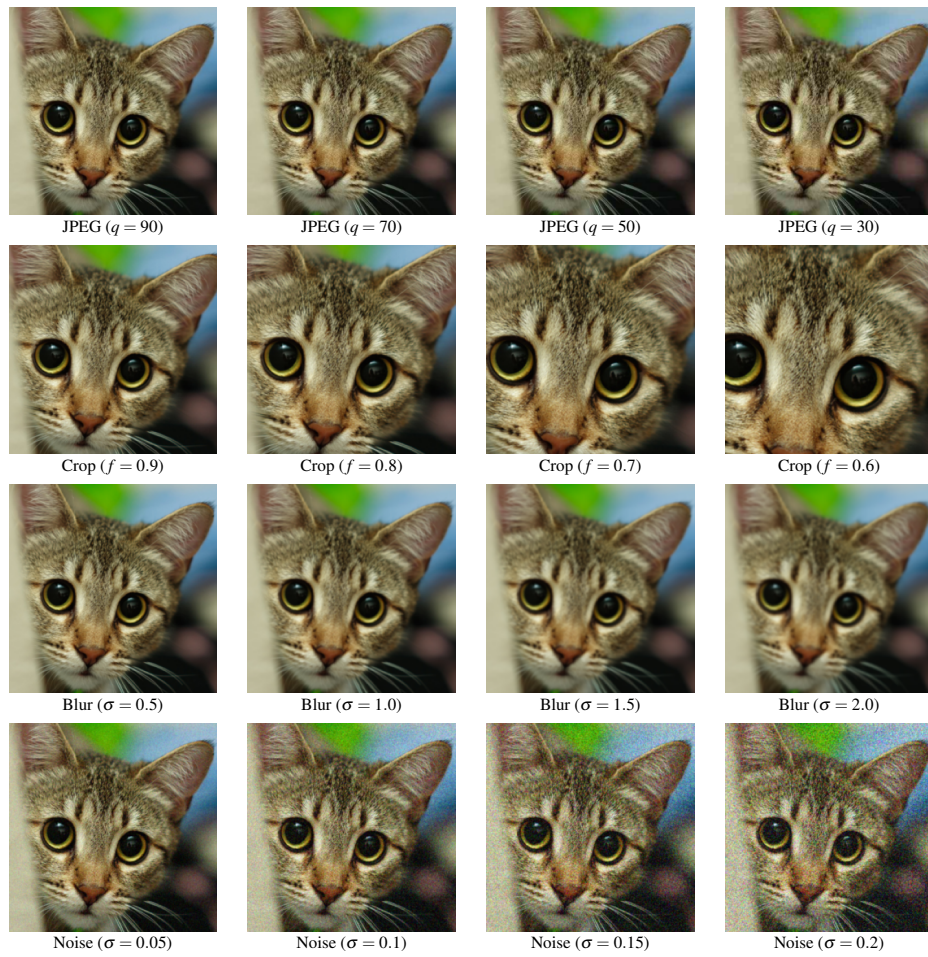 JPEG (q = 90)
JPEG (q = 70)
JPEG (q = 50)
JPEG (q = 30)
Crop (f = 0.9)
Crop (f = 0.8)
Crop (f = 0.7)
Crop (f = 0.6)
Blur (σ = 0.5)
Blur (σ = 1.0)
Blur (σ = 1.5)
Blur (σ = 2.0)
Noise (σ = 0.05)
Noise (σ = 0.1)
Noise (σ = 0.15)
Noise (σ = 0.2)